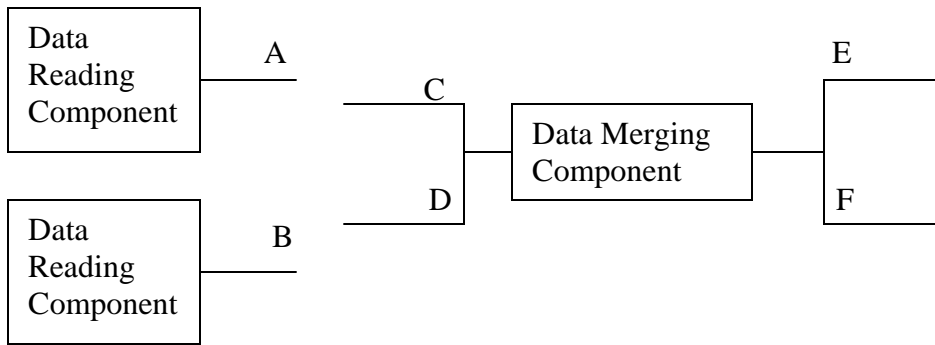 Data
Reading
Component
A
Data
Reading
Component
B
C
D
Data Merging
Component
E
F